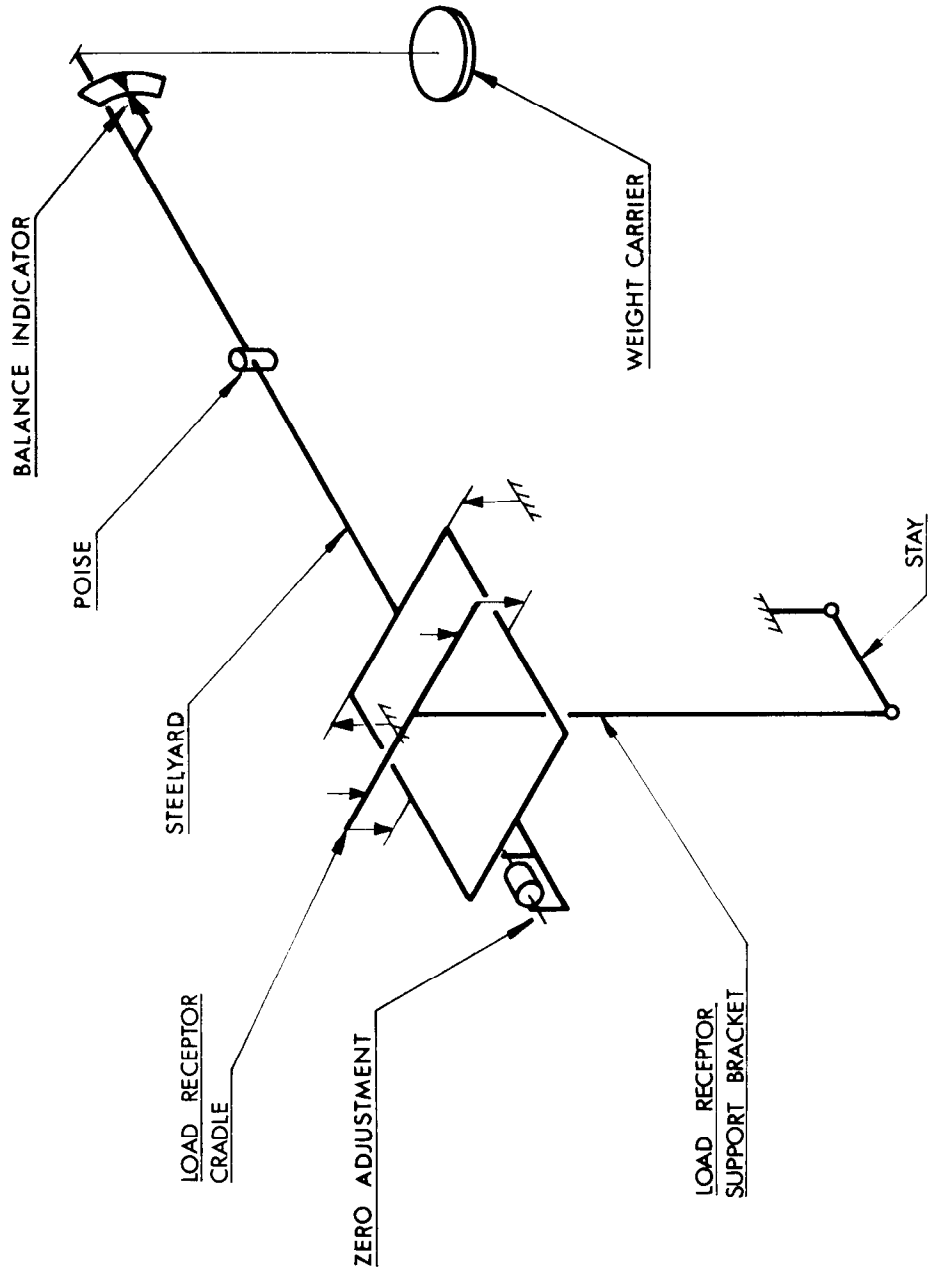 BALANCE INDICATOR
POISE
STEELYARD
LOAD RECEPTOR
CRADLE
ZERO ADJUSTMENT
WEIGHT CARRIER
STAY
LOAD RECEPTOR
SUPPORT BRACKET